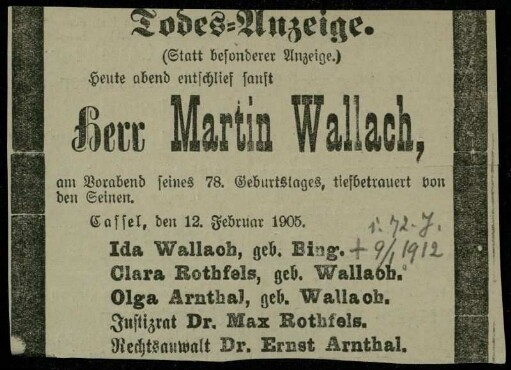 Todes-Anzeige.
(Statt besonderer Anzeige.)
Heute abend entschlief sanft
Herr Martin Wallach,
am Vorabend seines 78. Geburtstages, tiefbetrauert von
den Seinen.
Cassel, den 12. Februar 1905.
i. 72. J.
Ida Wallach, geb. Bing. + 9/1 1912
Clara Rothfels, geb. Wallach.
Olga Arnthal, geb. Wallach.
Justizrat Dr. Max Rothfels.
Rechtsanwalt Dr. Ernst Arnthal.